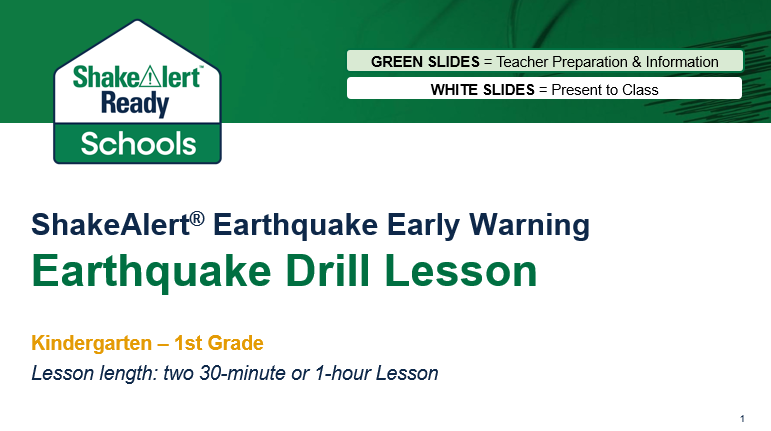 ShakeAlert™
Ready
Schools
GREEN SLIDES = Teacher Preparation & Information
WHITE SLIDES = Present to Class
ShakeAlert® Earthquake Early Warning
Earthquake Drill Lesson
Kindergarten – 1st Grade
Lesson length: two 30-minute or 1-hour Lesson
1